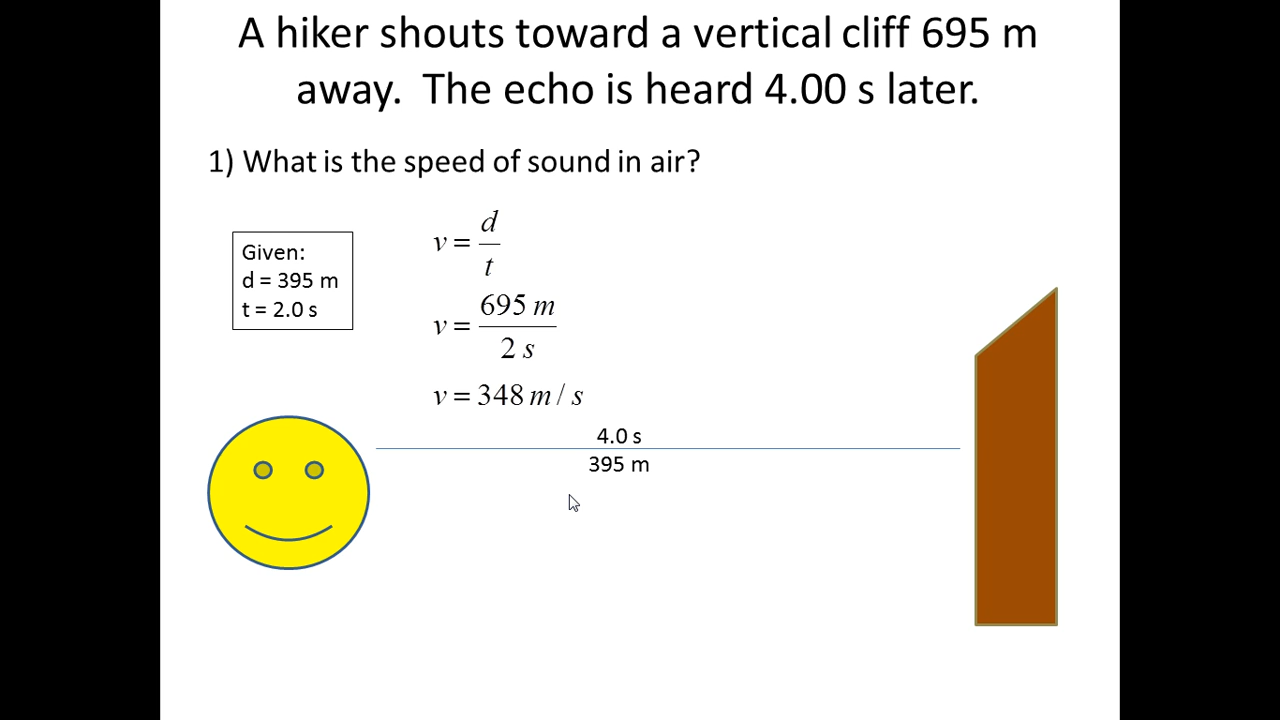 A hiker shouts toward a vertical cliff 695 m
away.  The echo is heard 4.00 s later.
1) What is the speed of sound in air?
Given:
d = 395 m
t = 2.0 s
v = d/t
v = 695 m/2 s
v = 348 m / s
4.0 s
395 m